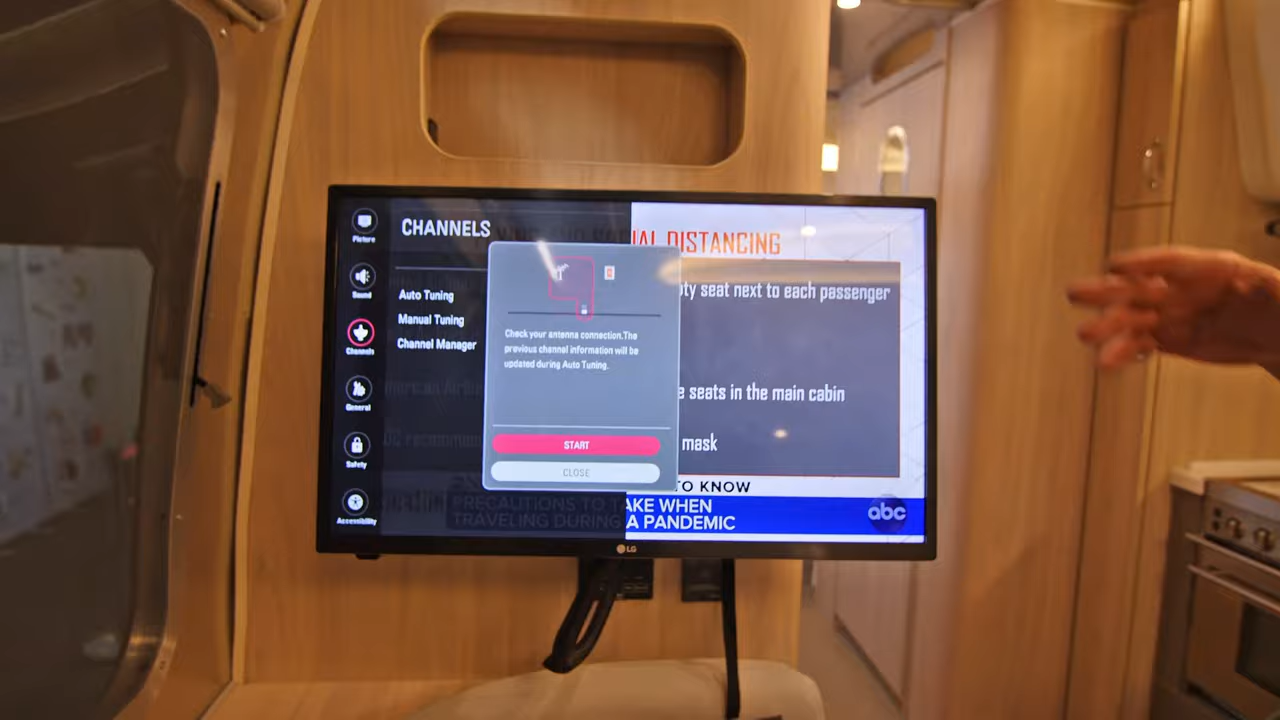 Picture
Sound
Channels
General
Safety
Accessibility
CHANNELS
Auto Tuning
Manual Tuning
Channel Manager
Check your antenna connection.The
previous channel information will be
updated during Auto Tuning.
START
CLOSE
IAL DISTANCING
pty seat next to each passenger
e seats in the main cabin
mask
TO KNOW
PRECAUTIONS TO TAKE WHEN
TRAVELING DURING A PANDEMIC
abc
LG